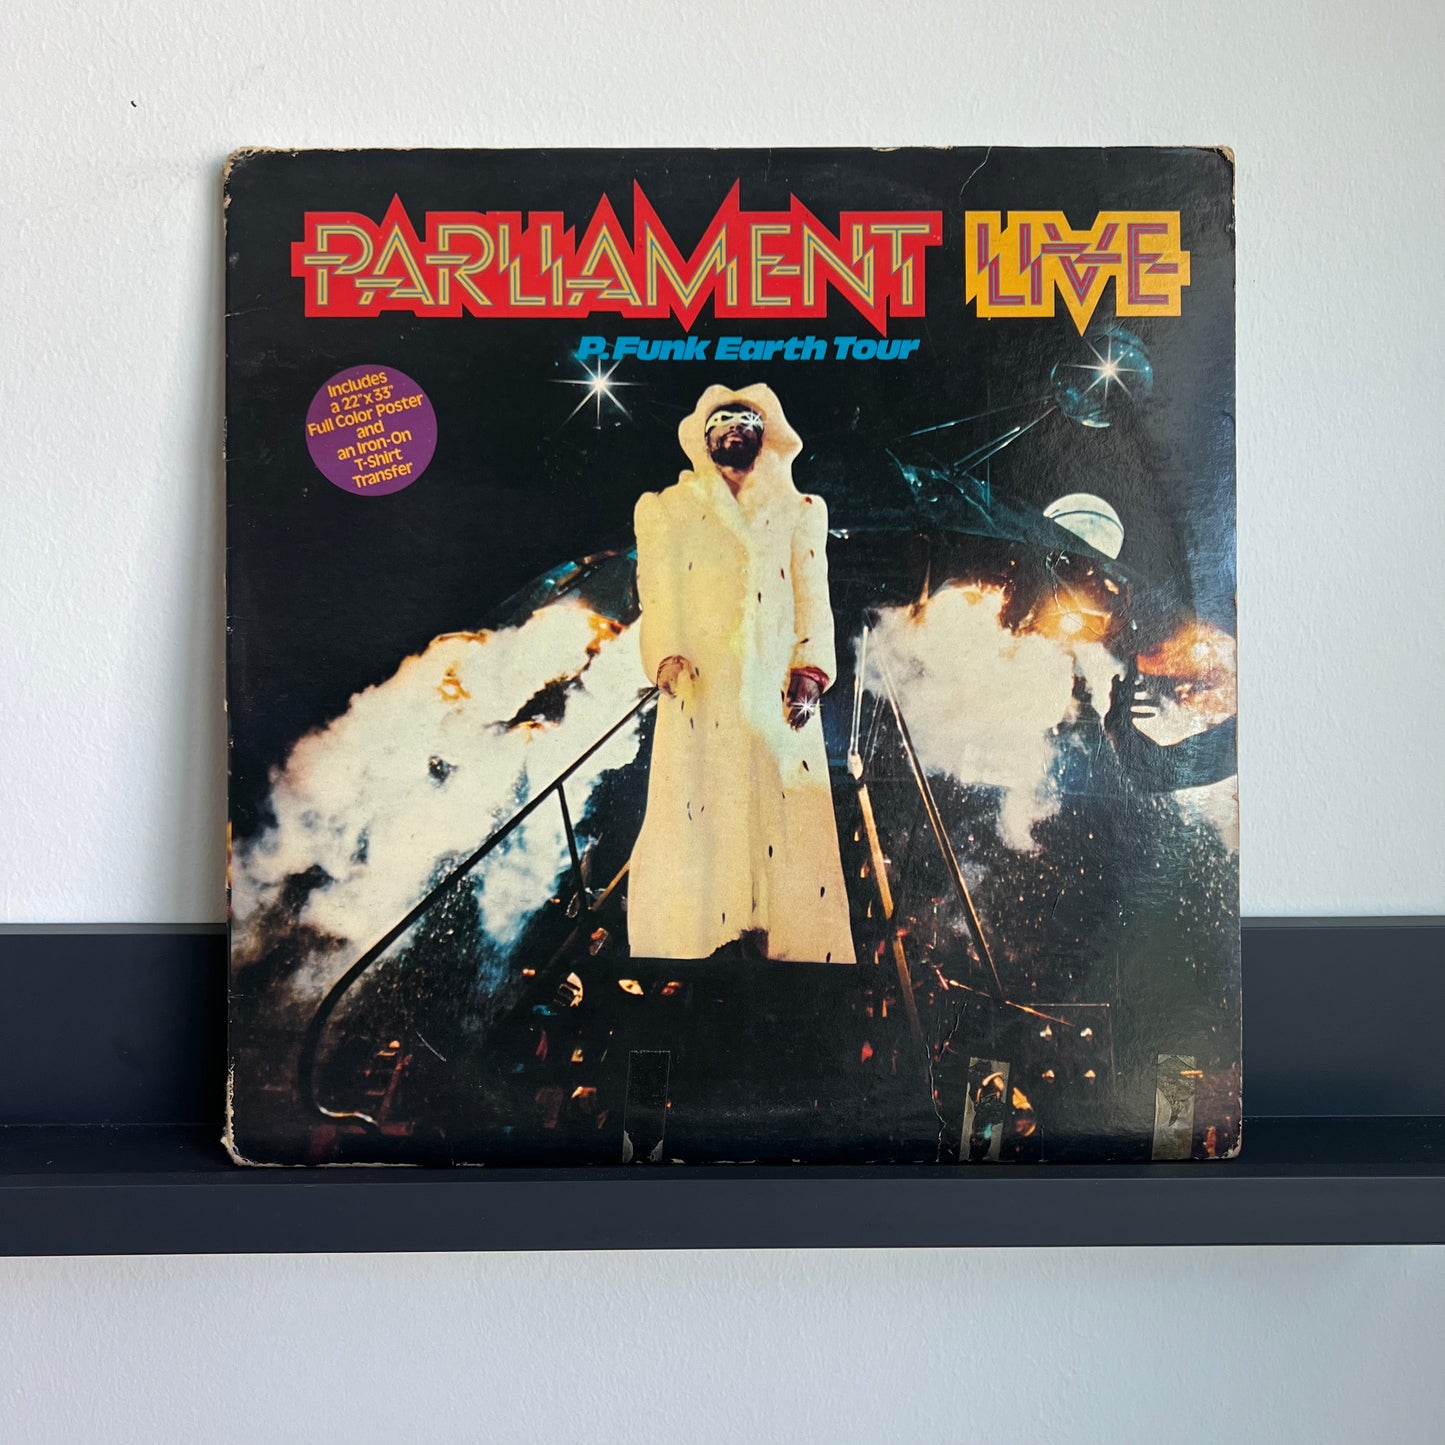 PARLIAMENT LIVE
P.Funk Earth Tour
Includes
a 22" x 33"
Full Color Poster
and
an Iron-On
T-Shirt
Transfer